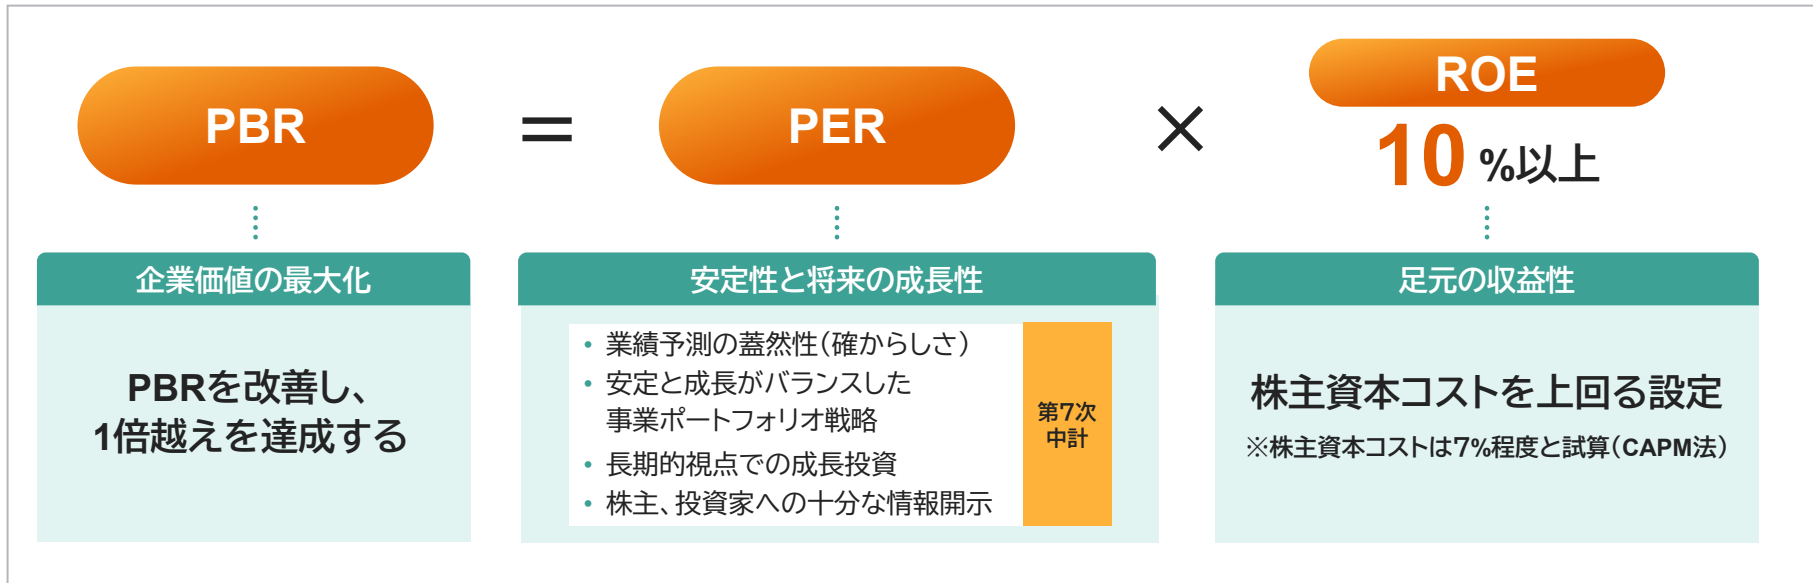 PBR
=
PER
×
ROE
10%以上
企業価値の最大化
PBRを改善し、
1倍越えを達成する
安定性と将来の成長性
• 業績予測の蓋然性(確からしさ)
• 安定と成長がバランスした
事業ポートフォリオ戦略
• 長期的視点での成長投資
• 株主、投資家への十分な情報開示
第7次
中計
足元の収益性
株主資本コストを上回る設定
※株主資本コストは7%程度と試算(CAPM法)